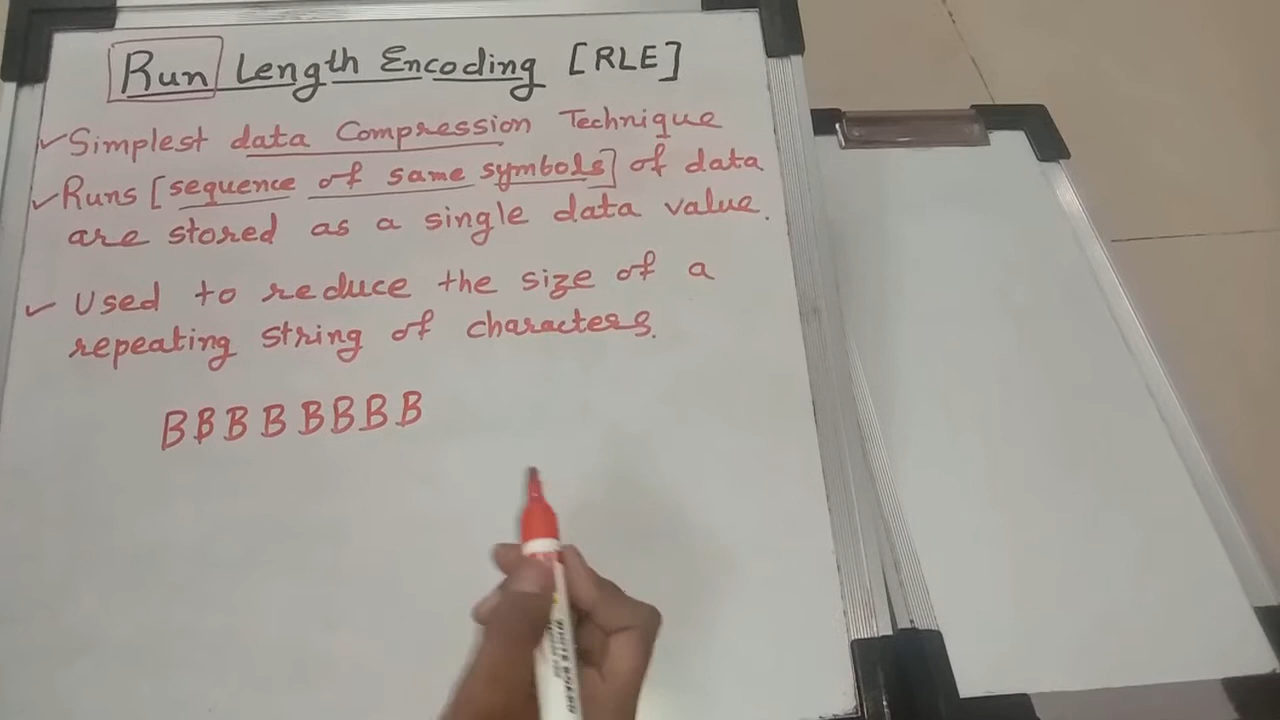 Run Length Encoding [RLE]
✓ Simplest data Compression Technique
✓ Runs [sequence of same symbols] of data
are stored as a single data value.
✓ Used to reduce the size of a
repeating string of characters.
B B B B B B B B